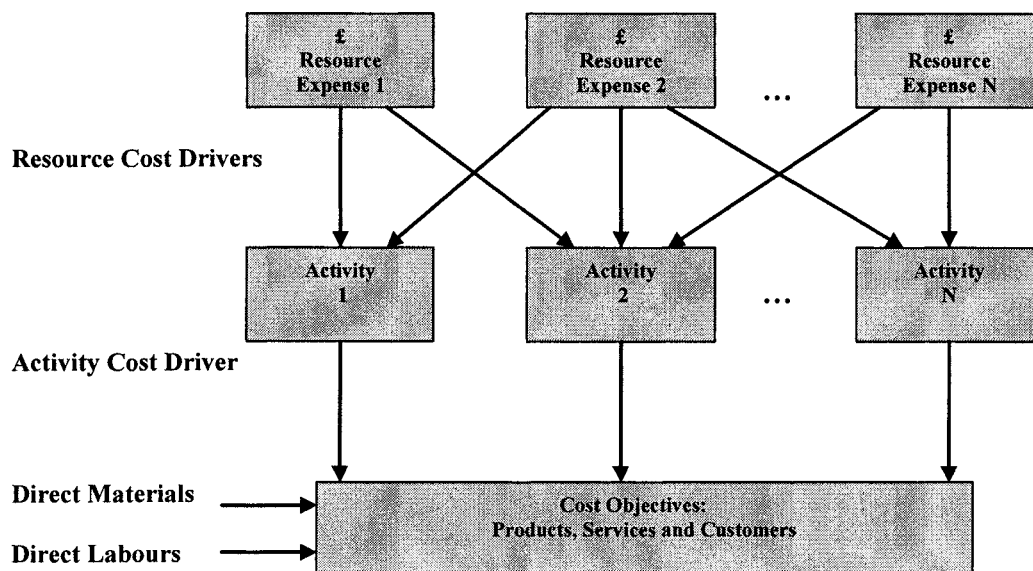 £
Resource
Expense 1
£
Resource
Expense 2
...
£
Resource
Expense N
Resource Cost Drivers
Activity
1
Activity
2
...
Activity
N
Activity Cost Driver
Direct Materials
Direct Labours
Cost Objectives:
Products, Services and Customers